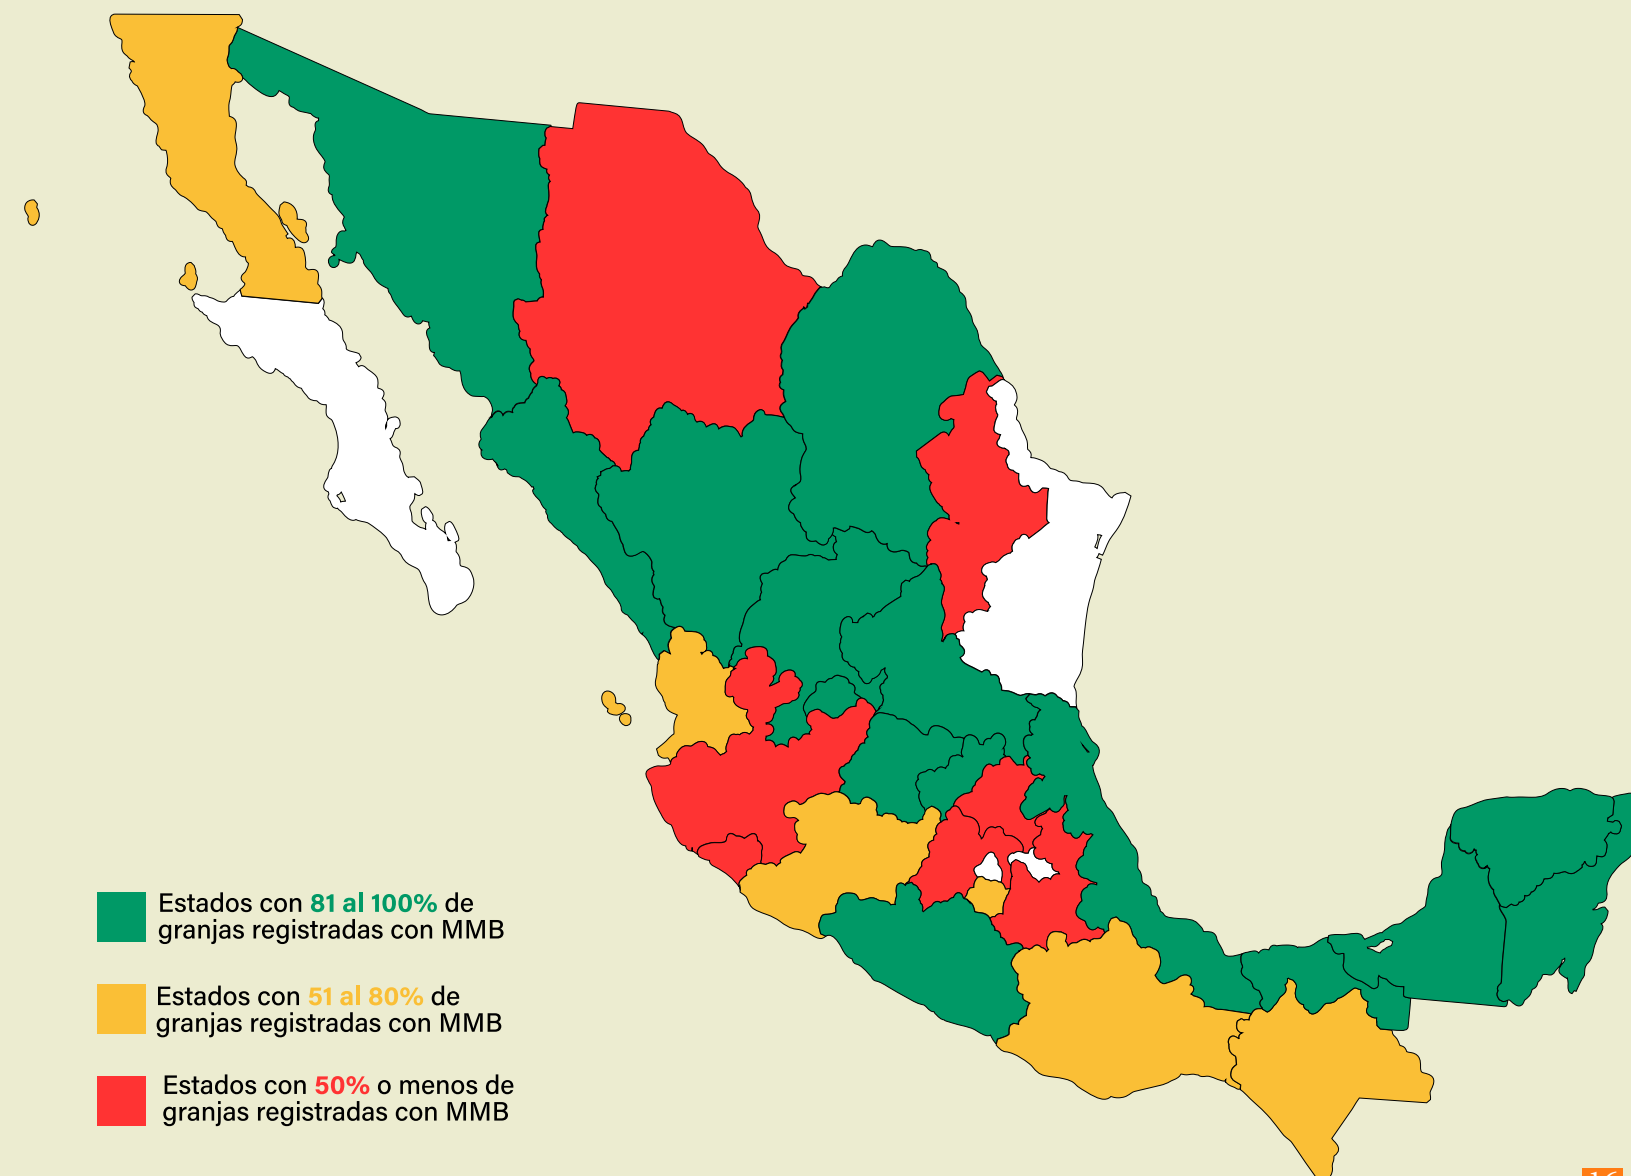 Estados con 81 al 100% de
granjas registradas con MMB
Estados con 51 al 80% de
granjas registradas con MMB
Estados con 50% o menos de
granjas registradas con MMB